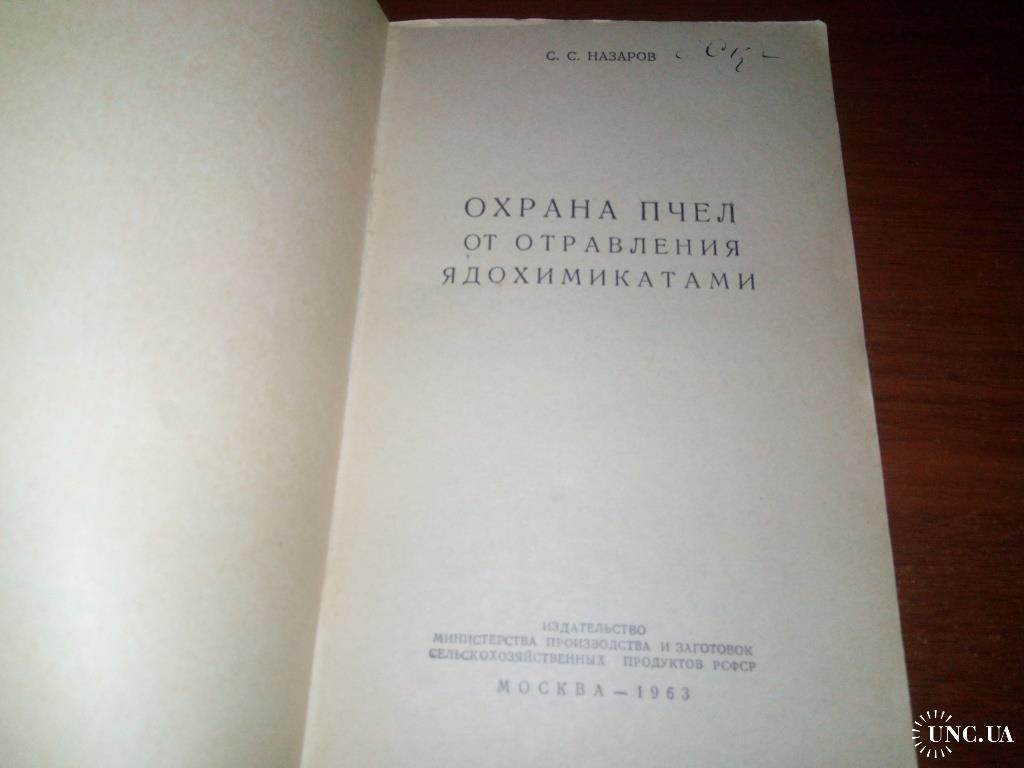 С. С. НАЗАРОВ
ОХРАНА ПЧЕЛ
ОТ ОТРАВЛЕНИЯ
ЯДОХИМИКАТАМИ
ИЗДАТЕЛЬСТВО
МИНИСТЕРСТВА ПРОИЗВОДСТВА И ЗАГОТОВОК
СЕЛЬСКОХОЗЯЙСТВЕННЫХ ПРОДУКТОВ РСФСР
МОСКВА — 1963
UNC.UA